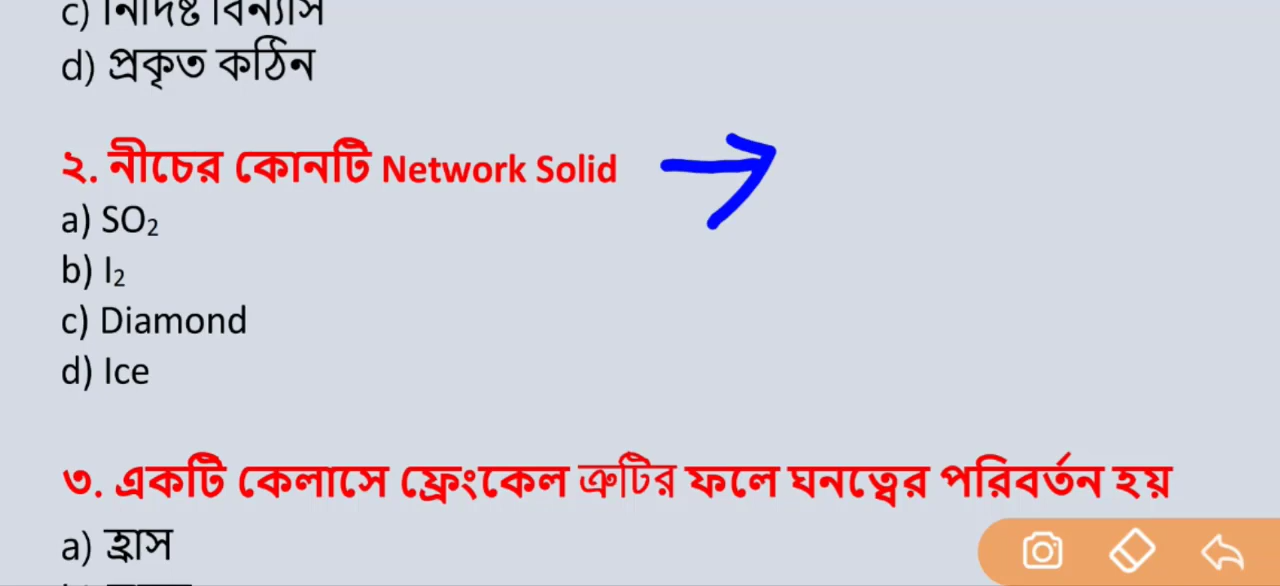 c) নির্দিষ্ট বিন্যাস
d) প্রকৃত কঠিন
২. নীচের কোনটি Network Solid
a) SO₂
b) I₂
c) Diamond
d) Ice
৩. একটি কেলাসে ফ্রেংকেল ত্রুটির ফলে ঘনত্বের পরিবর্তন হয়
a) হ্রাস